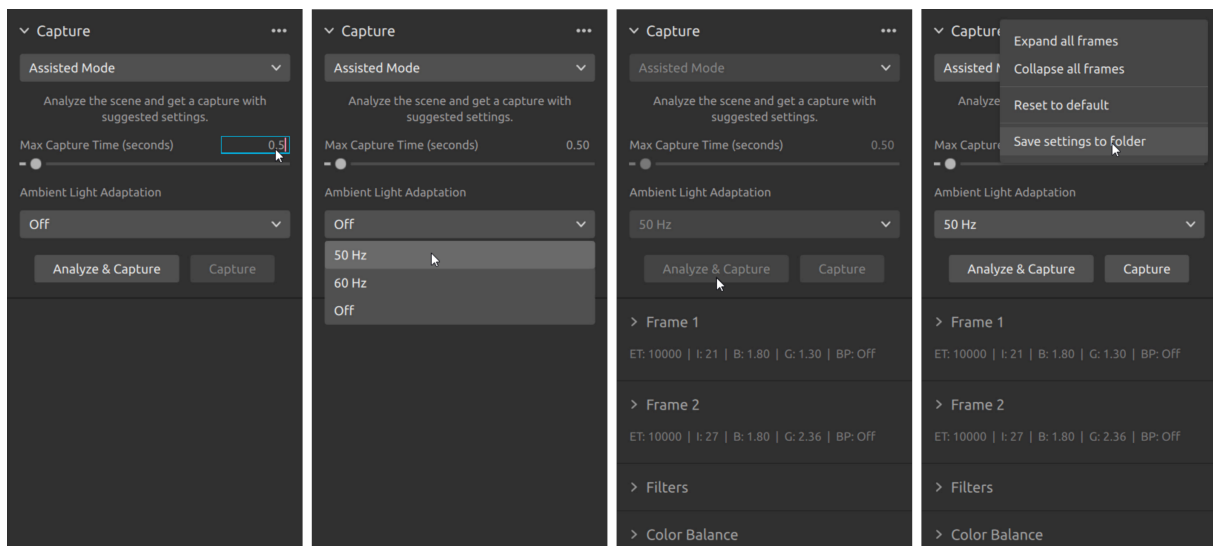 Capture
Assisted Mode
Analyze the scene and get a capture with
suggested settings.
Max Capture Time (seconds) 0.5
Ambient Light Adaptation
Off
Analyze & Capture Capture
Capture
Assisted Mode
Analyze the scene and get a capture with
suggested settings.
Max Capture Time (seconds) 0.50
Ambient Light Adaptation
Off
50 Hz
60 Hz
Off
Capture
Assisted Mode
Analyze the scene and get a capture with
suggested settings.
Max Capture Time (seconds) 0.50
Ambient Light Adaptation
50 Hz
Analyze & Capture Capture
Frame 1
ET: 10000 | I: 21 | B: 1.80 | G: 1.30 | BP: Off
Frame 2
ET: 10000 | I: 27 | B: 1.80 | G: 2.36 | BP: Off
Filters
Color Balance
Capture
Expand all frames
Assisted M
Collapse all frames
Analyze
Reset to default
Max Capture
Save settings to folder
Ambient Light Adaptation
50 Hz
Analyze & Capture Capture
Frame 1
ET: 10000 | I: 21 | B: 1.80 | G: 1.30 | BP: Off
Frame 2
ET: 10000 | I: 27 | B: 1.80 | G: 2.36 | BP: Off
Filters
Color Balance